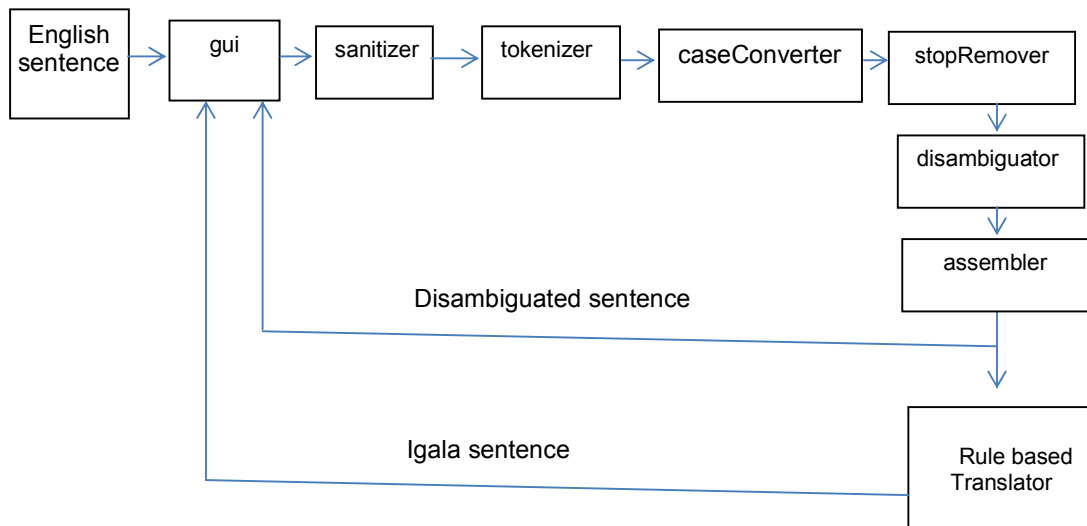 English
sentence
gui
sanitizer
tokenizer
caseConverter
stopRemover
disambiguator
assembler
Disambiguated sentence
Igala sentence
Rule based
Translator